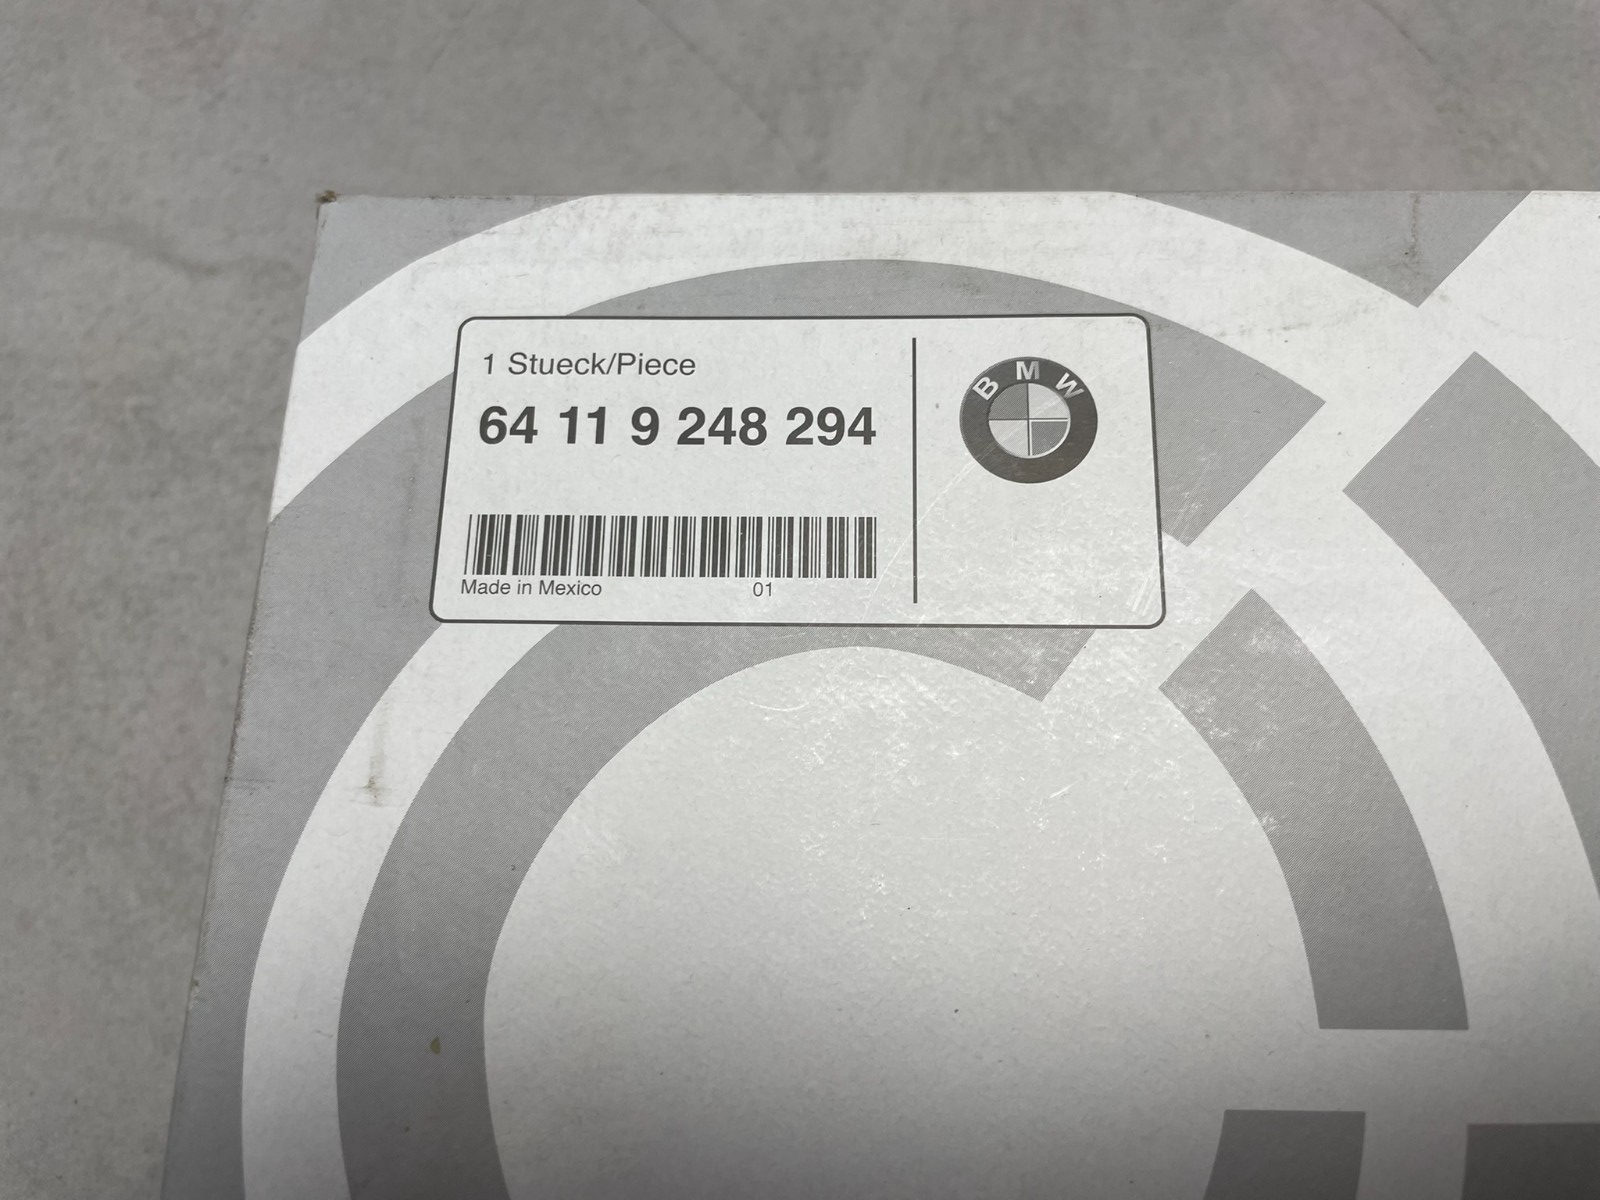 1 Stueck/Piece
64 11 9 248 294
BMW
Made in Mexico 01